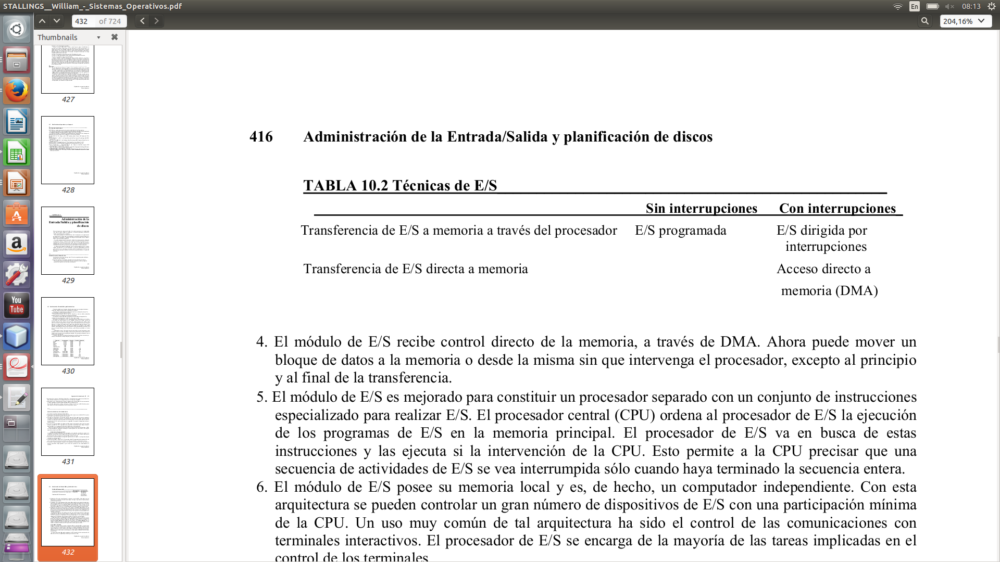 STALLINGS__William_-_Sistemas_Operativos.pdf
En
08:13
432 of 724
204,16%
Thumbnails
427
428
429
430
431
432
Administración de la
Entrada/Salida y planificación
de discos
a
You
Tube
416 Administración de la Entrada/Salida y planificación de discos
TABLA 10.2 Técnicas de E/S
Sin interrupciones Con interrupciones
Transferencia de E/S a memoria a través del procesador E/S programada E/S dirigida por
interrupciones
Transferencia de E/S directa a memoria Acceso directo a
memoria (DMA)
4. El módulo de E/S recibe control directo de la memoria, a través de DMA. Ahora puede mover un
bloque de datos a la memoria o desde la misma sin que intervenga el procesador, excepto al principio
y al final de la transferencia.
5. El módulo de E/S es mejorado para constituir un procesador separado con un conjunto de instrucciones
especializado para realizar E/S. El procesador central (CPU) ordena al procesador de E/S la ejecución
de los programas de E/S en la memoria principal. El procesador de E/S va en busca de estas
instrucciones y las ejecuta si la intervención de la CPU. Esto permite a la CPU precisar que una
secuencia de actividades de E/S se vea interrumpida sólo cuando haya terminado la secuencia entera.
6. El módulo de E/S posee su memoria local y es, de hecho, un computador independiente. Con esta
arquitectura se pueden controlar un gran número de dispositivos de E/S con una participación mínima
de la CPU. Un uso muy común de tal arquitectura ha sido el control de las comunicaciones con
terminales interactivos. El procesador de E/S se encarga de la mayoría de las tareas implicadas en el
control de los terminales